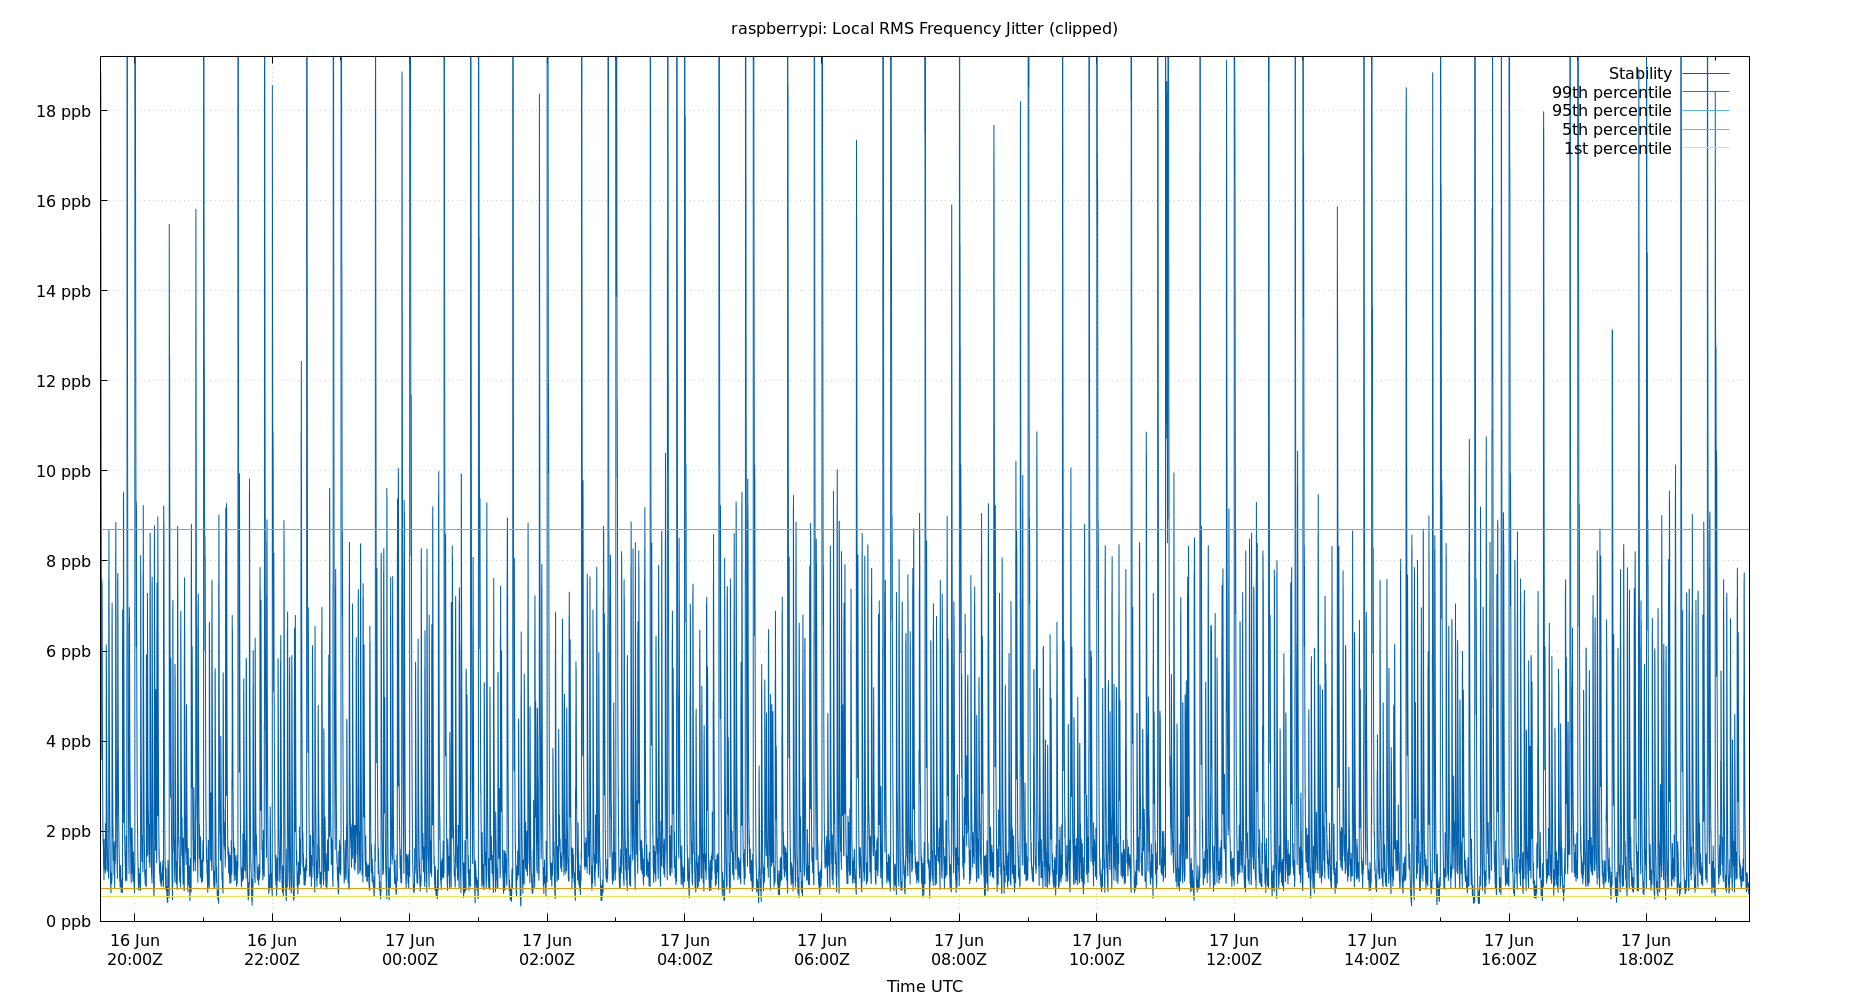 raspberrypi: Local RMS Frequency Jitter (clipped)
Stability
99th percentile
95th percentile
5th percentile
1st percentile
18 ppb
16 ppb
14 ppb
12 ppb
10 ppb
8 ppb
6 ppb
4 ppb
2 ppb
0 ppb
16 Jun 16 Jun 17 Jun 17 Jun 17 Jun 17 Jun 17 Jun 17 Jun 17 Jun 17 Jun 17 Jun 17 Jun
20:00Z 22:00Z 00:00Z 02:00Z 04:00Z 06:00Z 08:00Z 10:00Z 12:00Z 14:00Z 16:00Z 18:00Z
Time UTC